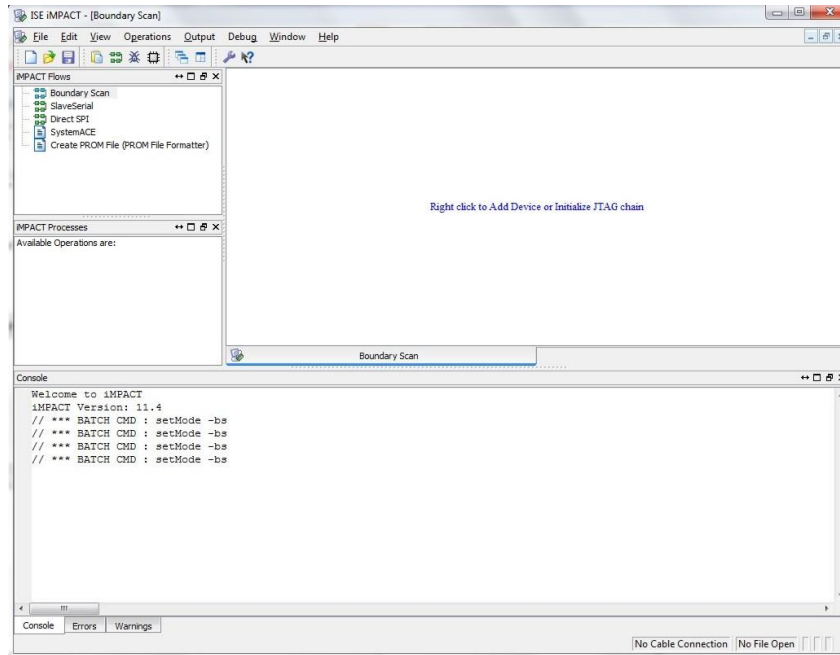 ISE iMPACT - [Boundary Scan]
File Edit View Operations Output Debug Window Help
iMPACT Flows
Boundary Scan
SlaveSerial
Direct SPI
SystemACE
Create PROM File (PROM File Formatter)
Right click to Add Device or Initialize JTAG chain
iMPACT Processes
Available Operations are:
Boundary Scan
Console
Welcome to iMPACT
iMPACT Version: 11.4
// *** BATCH CMD : setMode -bs
// *** BATCH CMD : setMode -bs
// *** BATCH CMD : setMode -bs
// *** BATCH CMD : setMode -bs
Console Errors Warnings
No Cable Connection No File Open